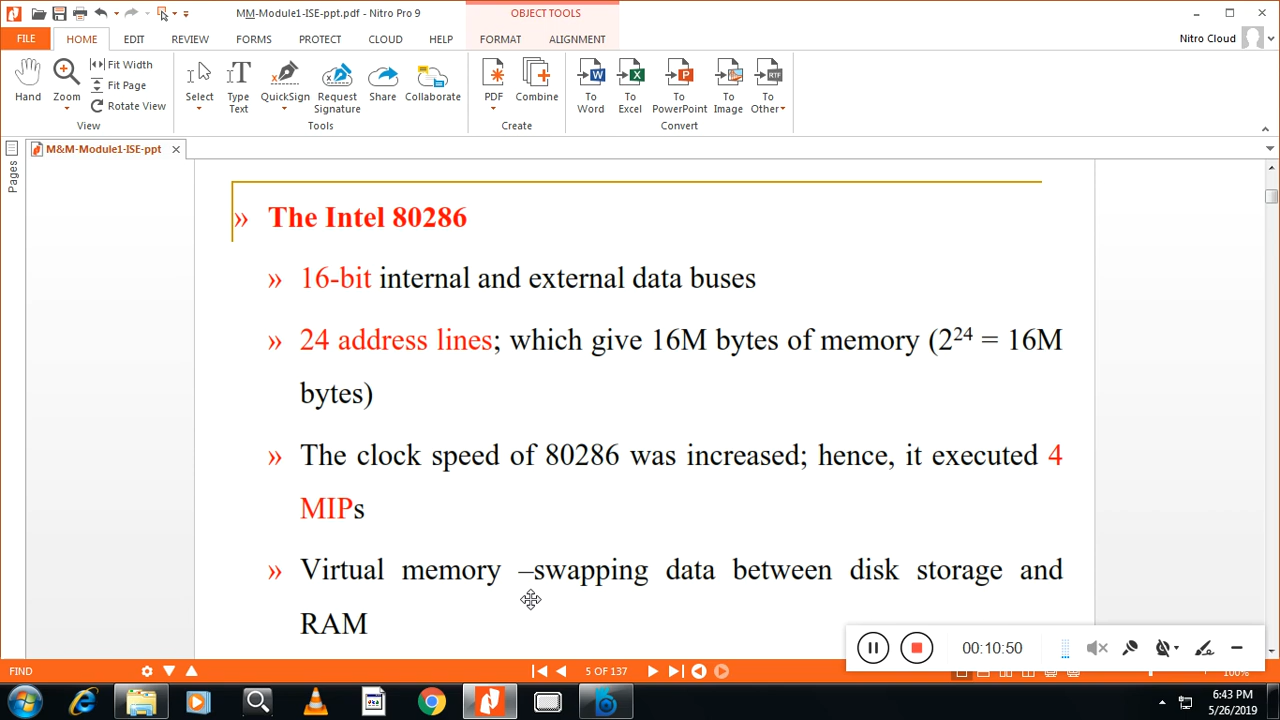 MM-Module1-ISE-ppt.pdf - Nitro Pro 9
OBJECT TOOLS
FILE
HOME
EDIT
REVIEW
FORMS
PROTECT
CLOUD
HELP
FORMAT
ALIGNMENT
Nitro Cloud
Hand
Zoom
Fit Width
Fit Page
Rotate View
View
Select
Type Text
QuickSign
Request Signature
Share
Collaborate
Tools
PDF
Combine
Create
To Word
To Excel
To PowerPoint
To Image
To Other
Convert
M&M-Module1-ISE-ppt
Pages
» The Intel 80286
» 16-bit internal and external data buses
» 24 address lines; which give 16M bytes of memory (2²⁴ = 16M
bytes)
» The clock speed of 80286 was increased; hence, it executed 4
MIPs
» Virtual memory –swapping data between disk storage and
RAM
00:10:50
FIND
5 OF 137
100%
6:43 PM
5/26/2019